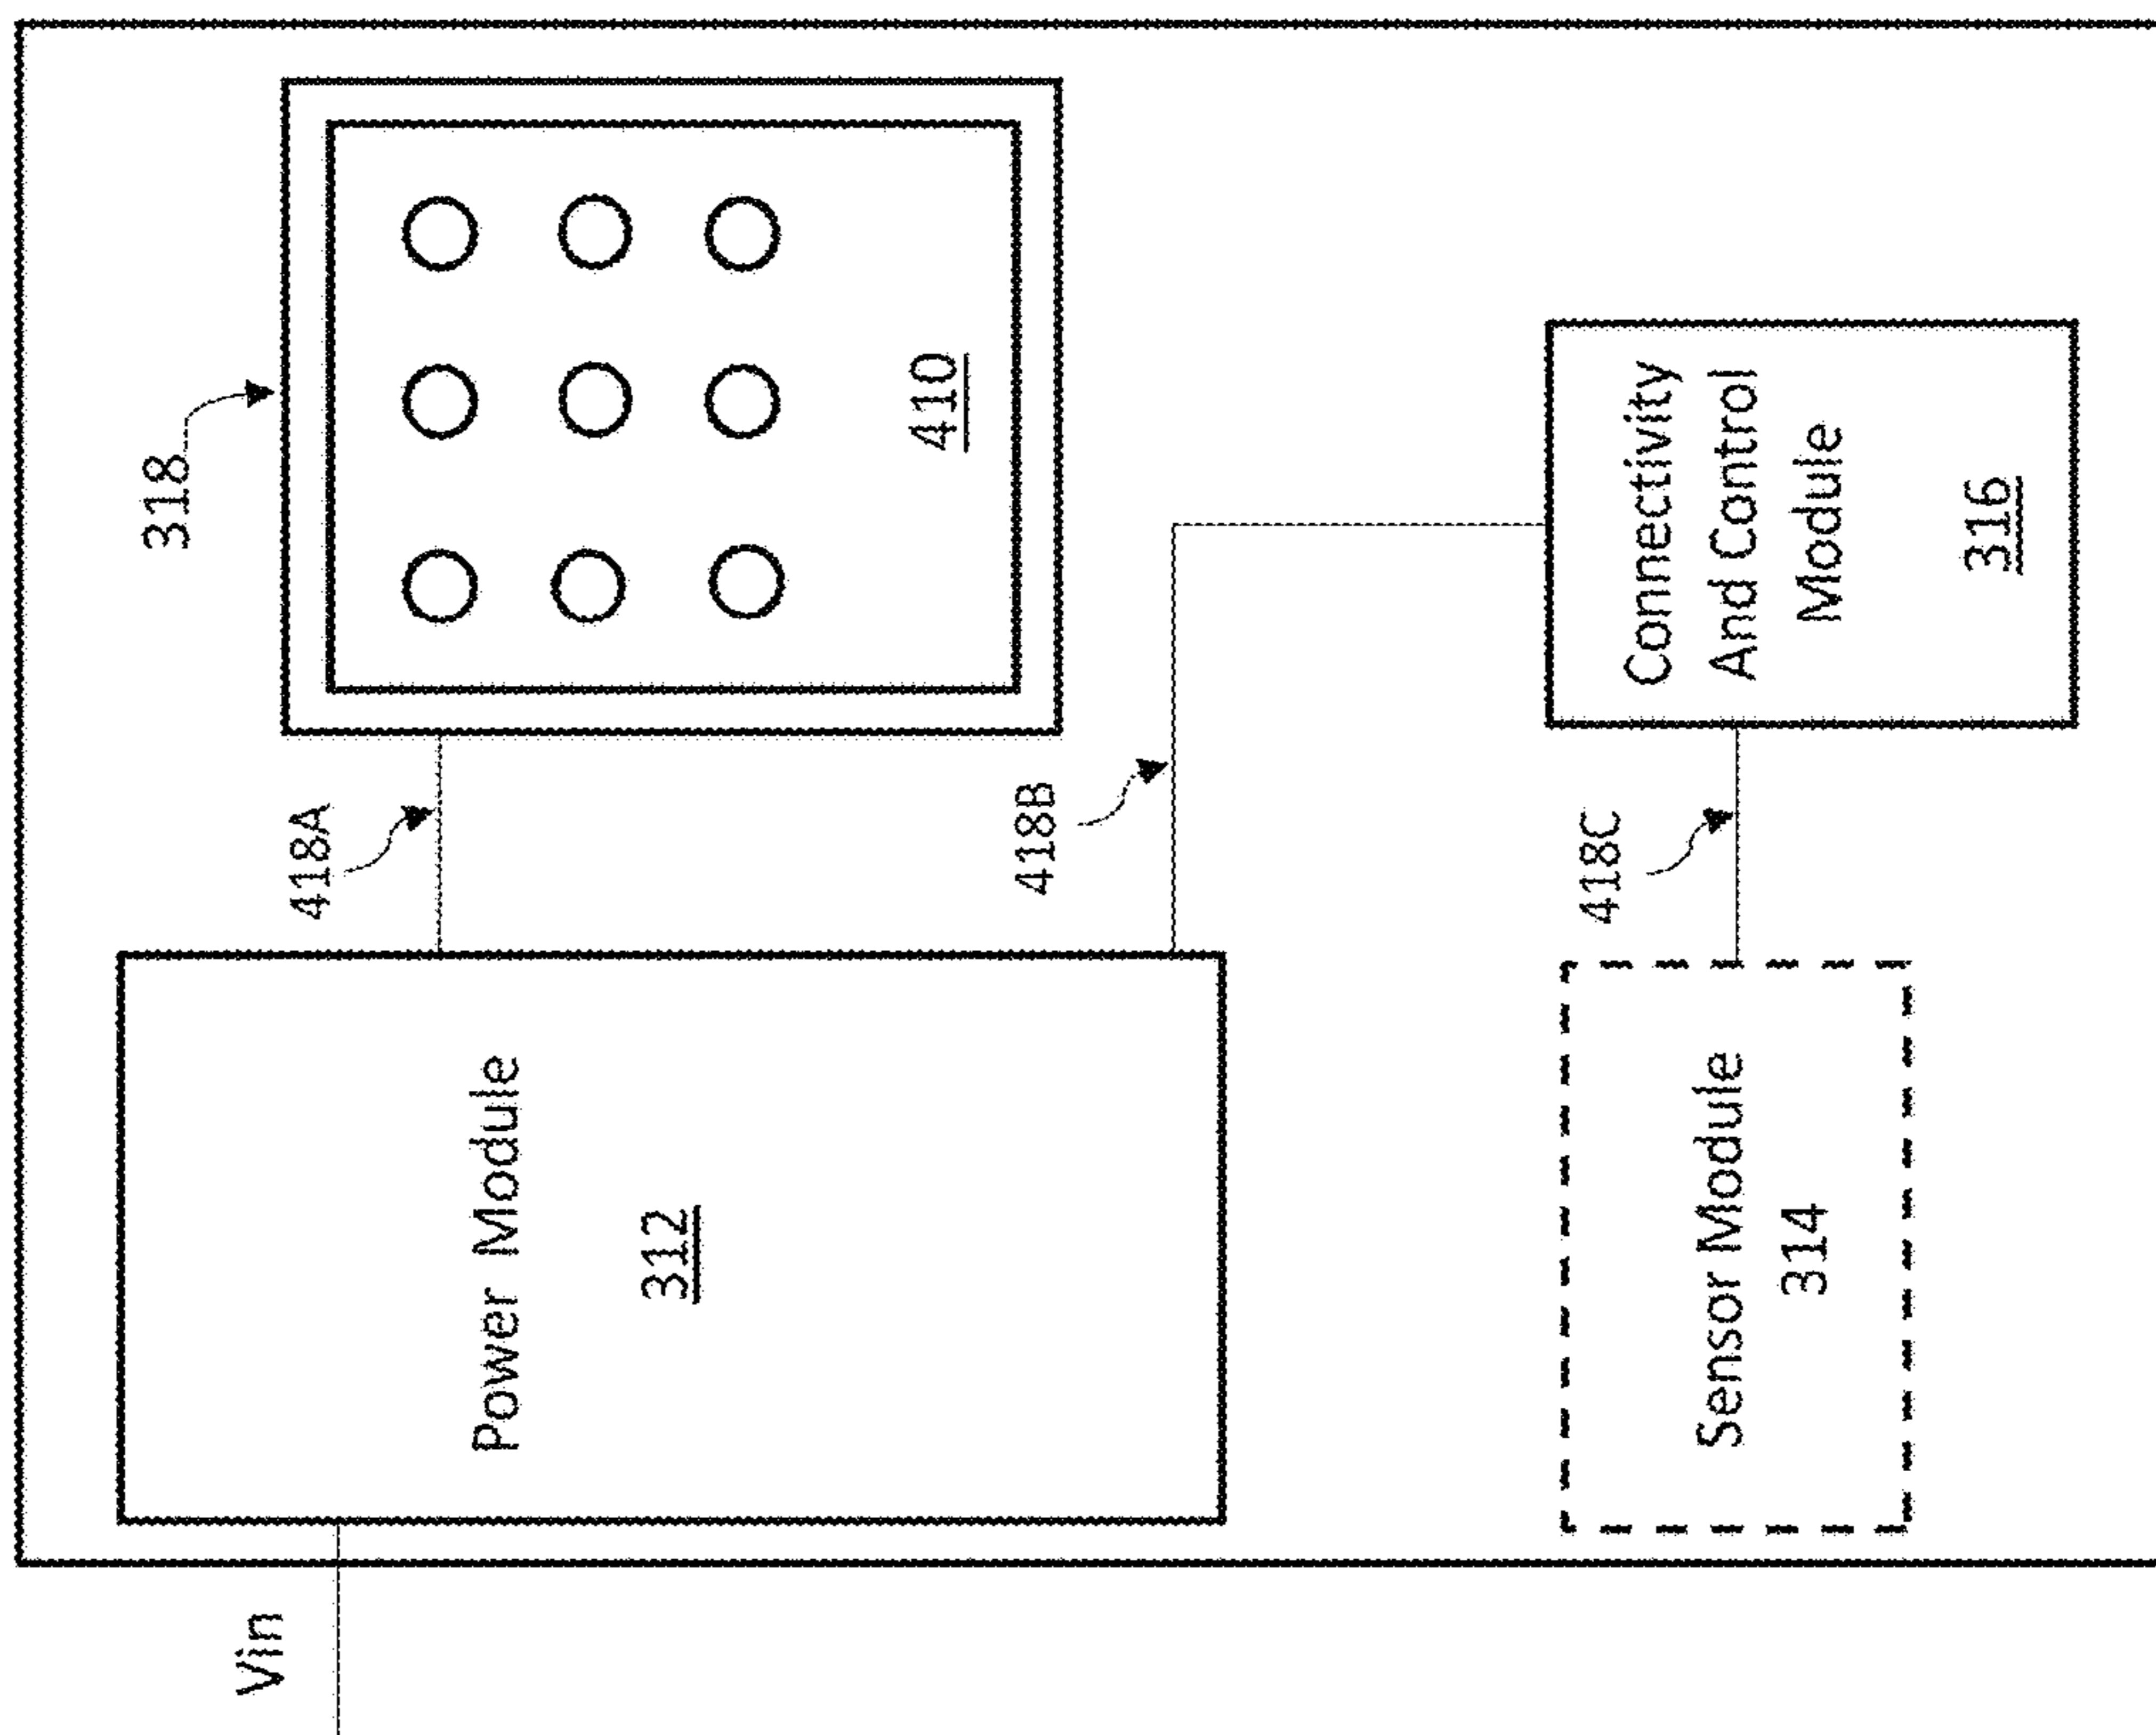 Vin
Power Module
312
418A
318
410
418B
Sensor Module
314
418C
Connectivity
And Control
Module
316